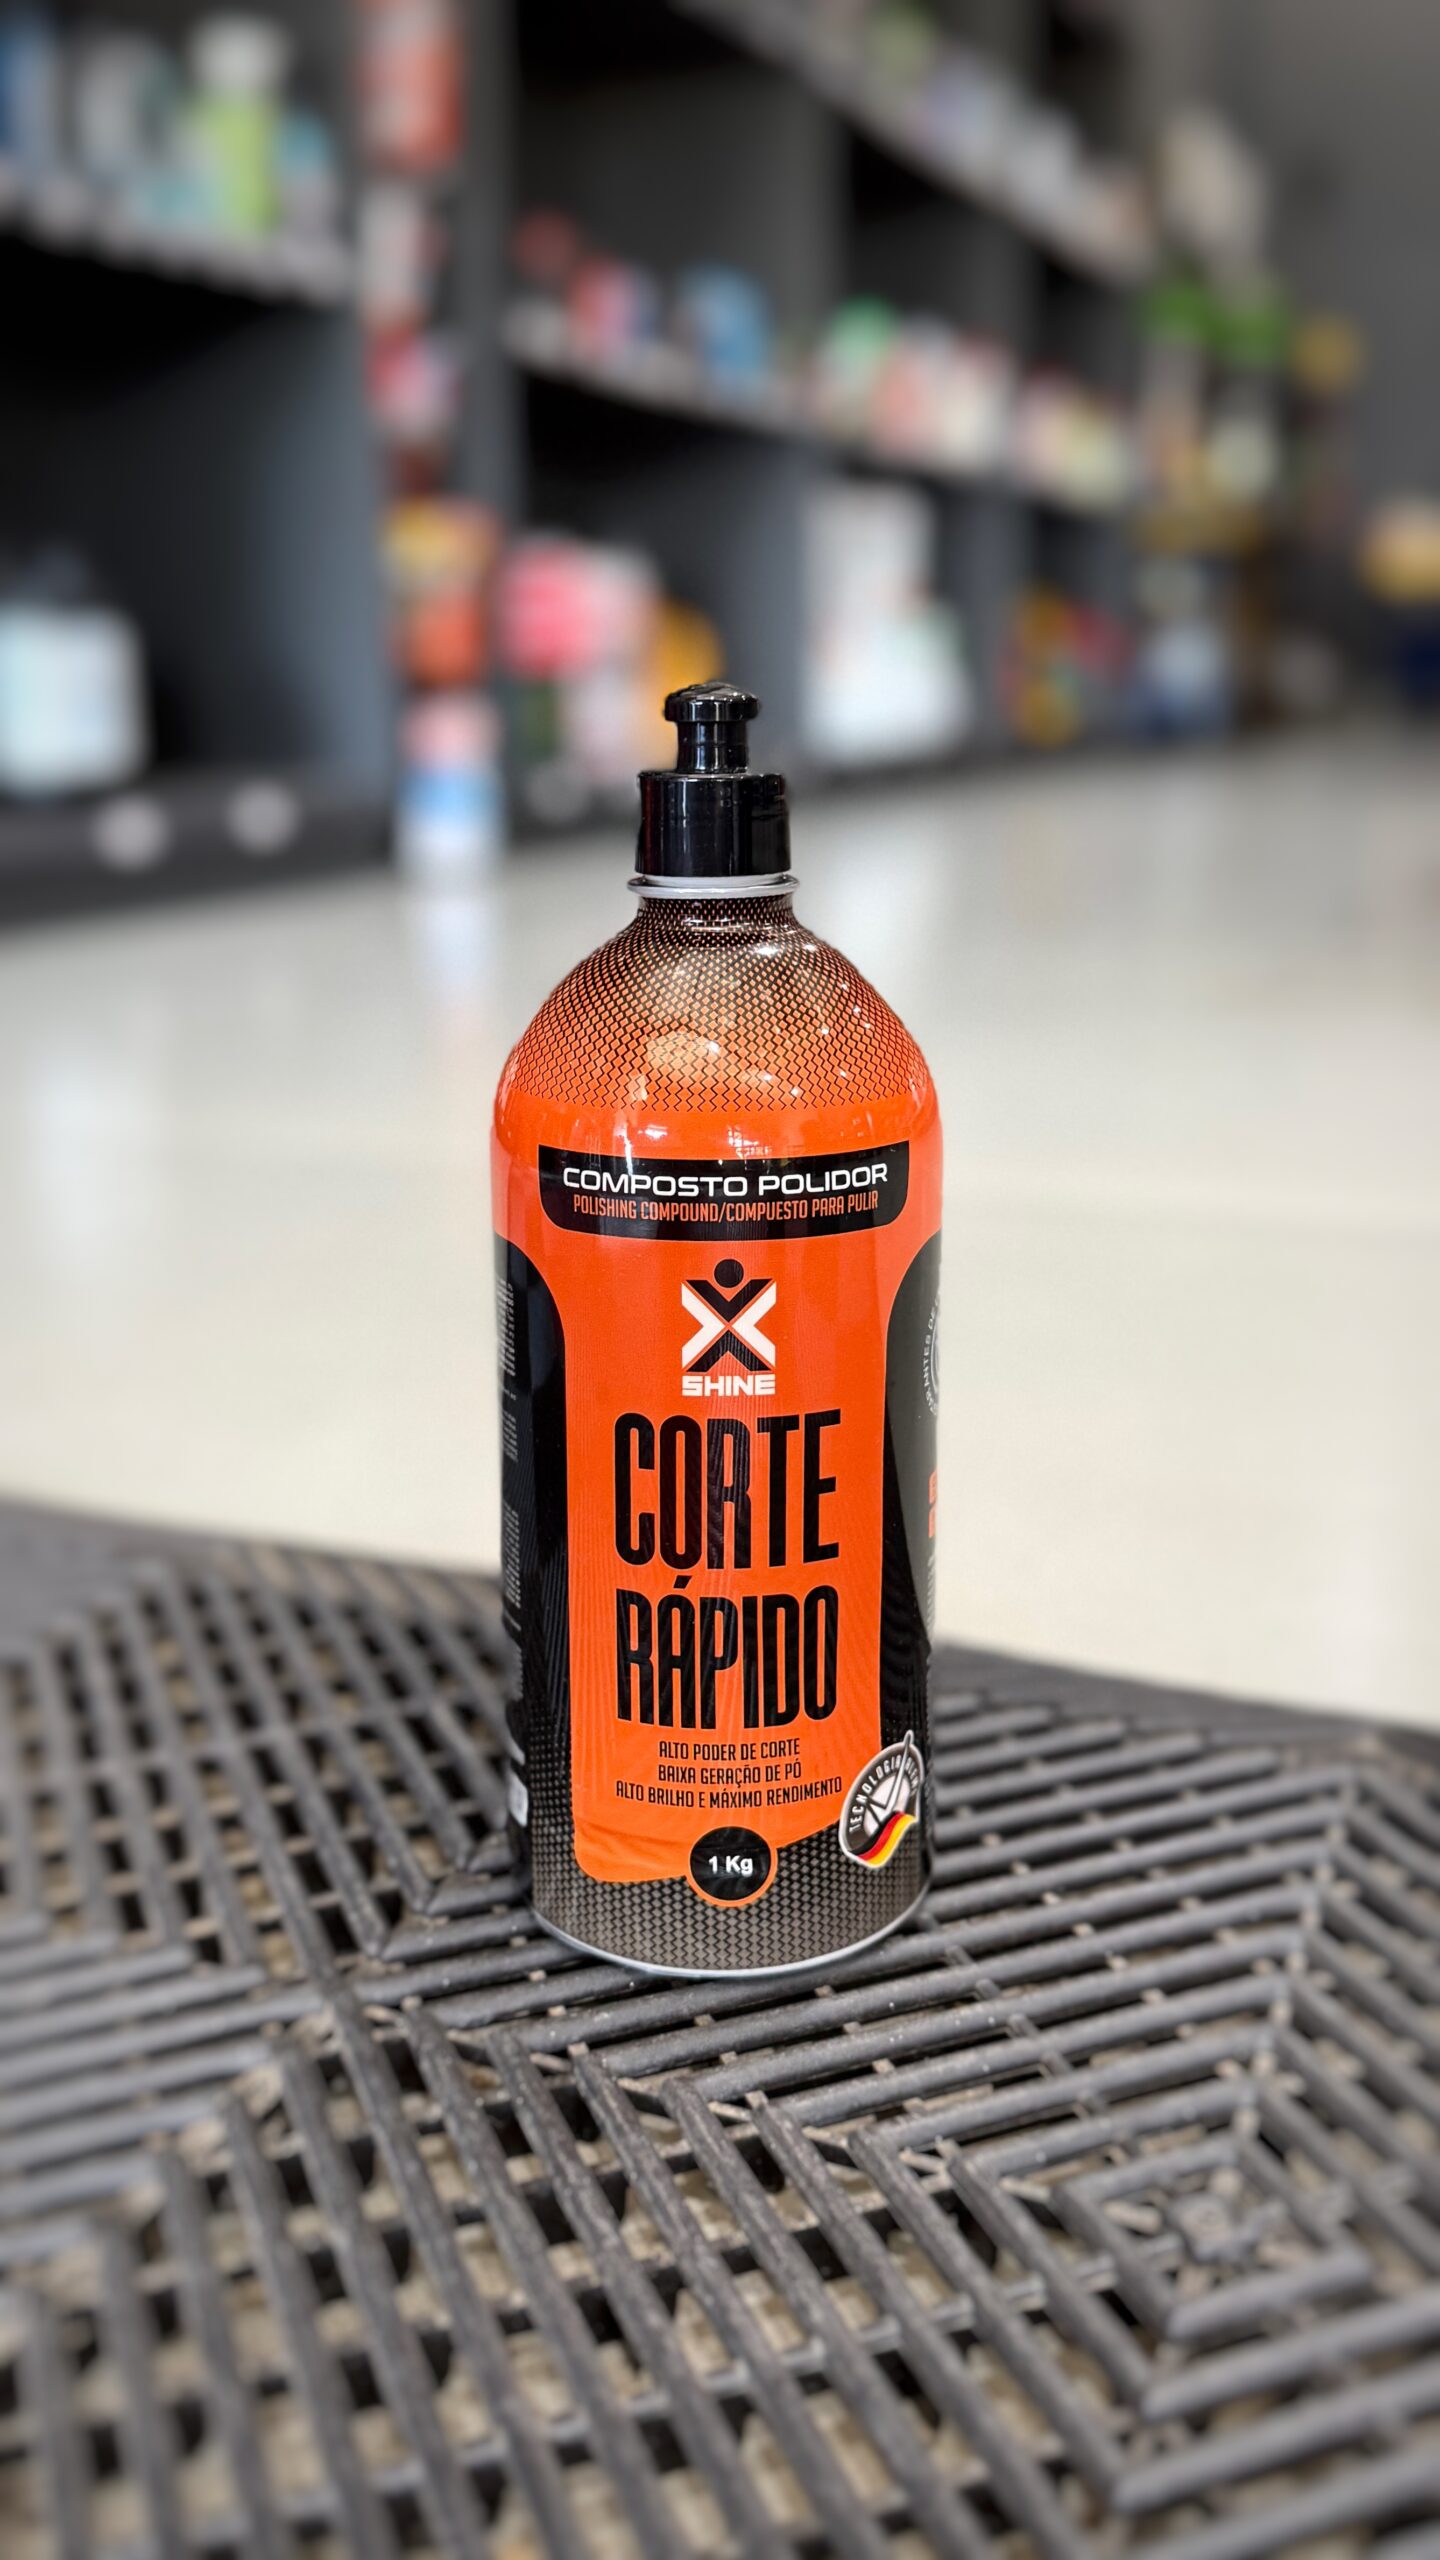 COMPOSTO POLIDOR
POLISHING COMPOUND/COMPUESTO PARA PULIR
X
SHINE
CORTE
RÁPIDO
ALTO PODER DE CORTE
BAIXA GERAÇÃO DE PÓ
ALTO BRILHO E MÁXIMO RENDIMENTO
TECNOLOGIA
1 Kg